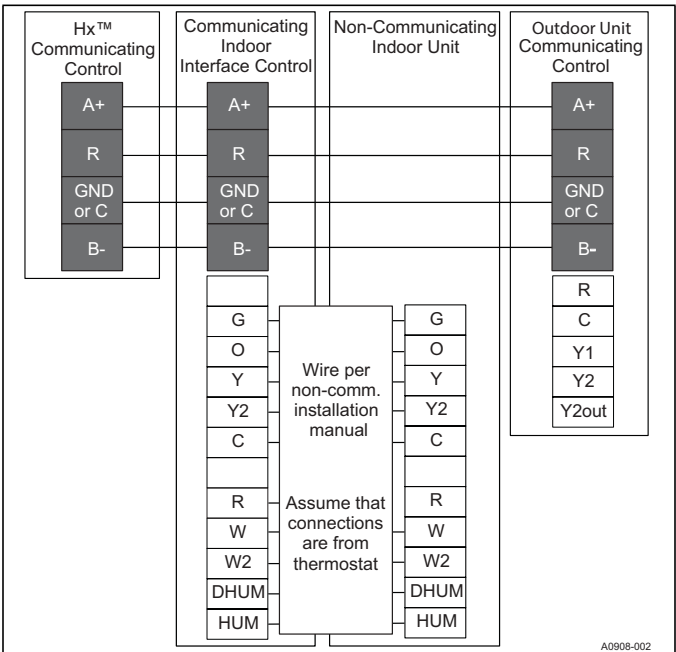 Hx™
Communicating
Control
Communicating
Indoor
Interface Control
Non-Communicating
Indoor Unit
Outdoor Unit
Communicating
Control
A+
A+
A+
R
R
R
GND
or C
GND
or C
GND
or C
B-
B-
B-
R
C
Y1
Y2
Y2out
G
O
Y
Y2
C
R
W
W2
DHUM
HUM
Wire per
non-comm.
installation
manual
Assume that
connections
are from
thermostat
G
O
Y
Y2
C
R
W
W2
DHUM
HUM
A0908-002